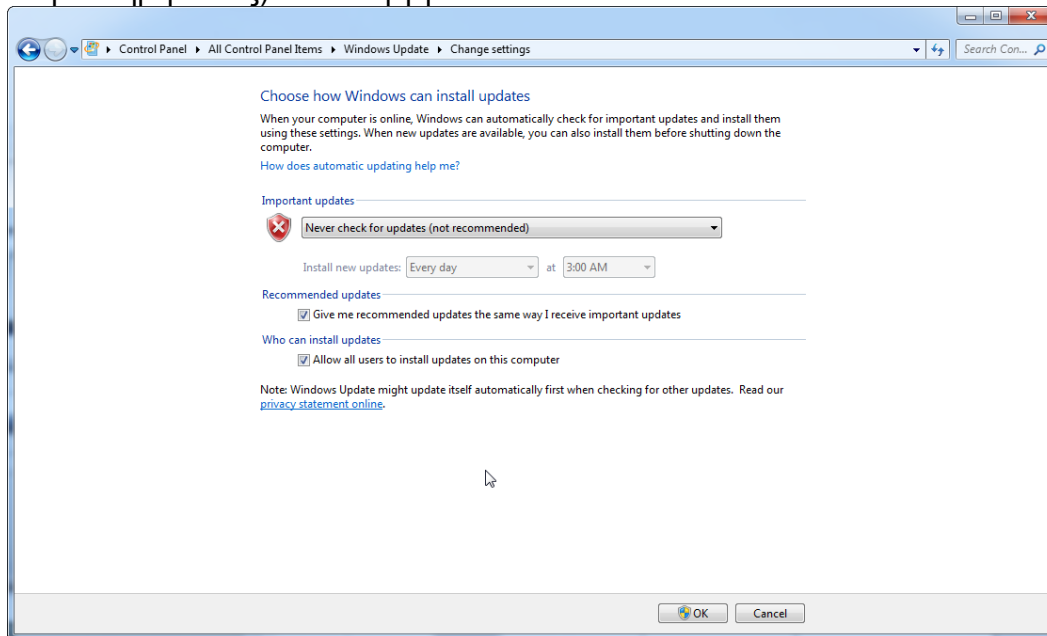 Control Panel ▸ All Control Panel Items ▸ Windows Update ▸ Change settings
Search Con...
Choose how Windows can install updates
When your computer is online, Windows can automatically check for important updates and install them
using these settings. When new updates are available, you can also install them before shutting down the
computer.
How does automatic updating help me?
Important updates
Never check for updates (not recommended)
Install new updates: Every day at 3:00 AM
Recommended updates
Give me recommended updates the same way I receive important updates
Who can install updates
Allow all users to install updates on this computer
Note: Windows Update might update itself automatically first when checking for other updates. Read our
privacy statement online.
OK Cancel